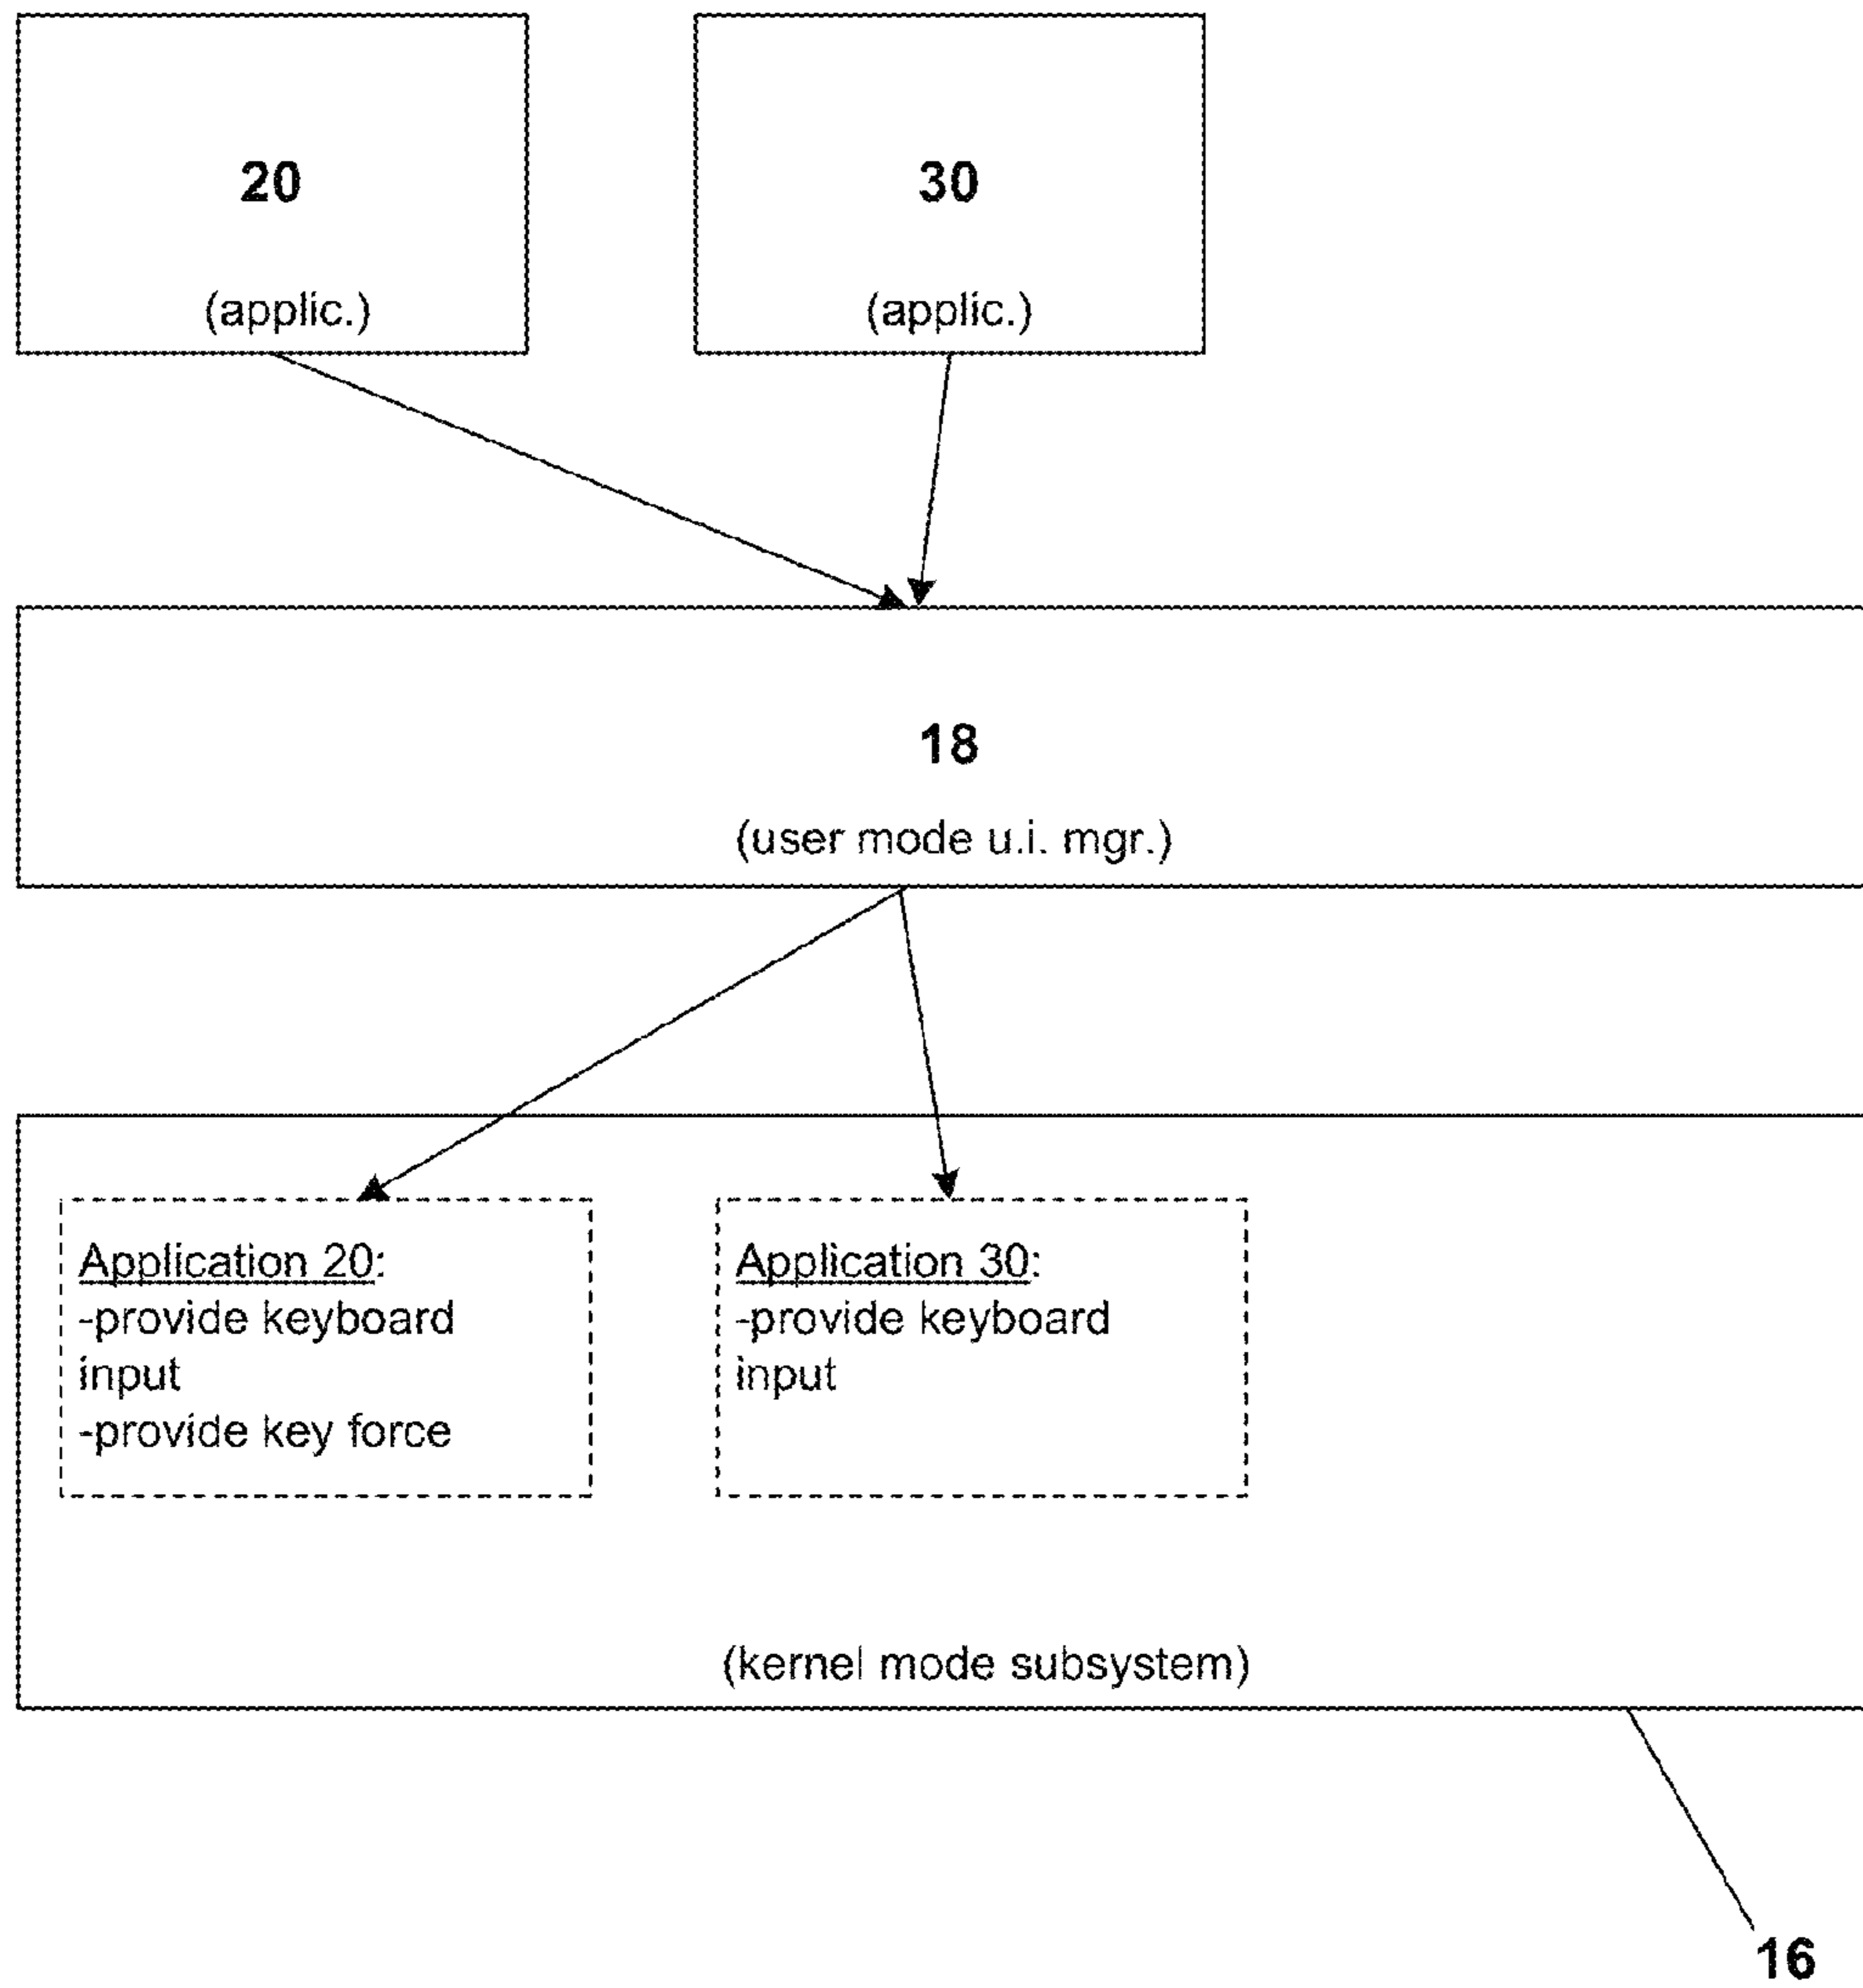 20
(applic.)
30
(applic.)
18
(user mode u.i. mgr.)
Application 20:
-provide keyboard
input
-provide key force
Application 30:
-provide keyboard
input
(kernel mode subsystem)
16